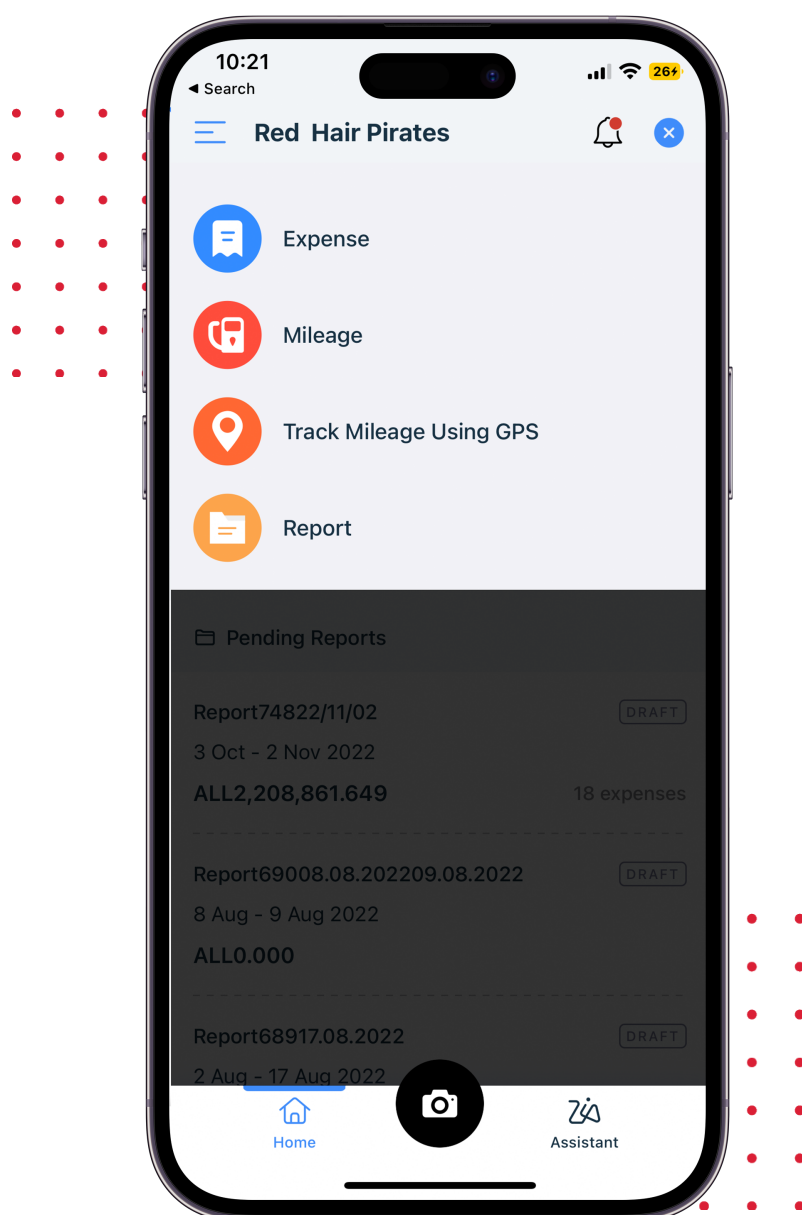 10:21
◀ Search
26
Red Hair Pirates
Expense
Mileage
Track Mileage Using GPS
Report
Pending Reports
Report74822/11/02 DRAFT
3 Oct - 2 Nov 2022
ALL2,208,861.649 18 expenses
Report69008.08.202209.08.2022 DRAFT
8 Aug - 9 Aug 2022
ALL0.000
Report68917.08.2022 DRAFT
2 Aug - 17 Aug 2022
Home
Assistant